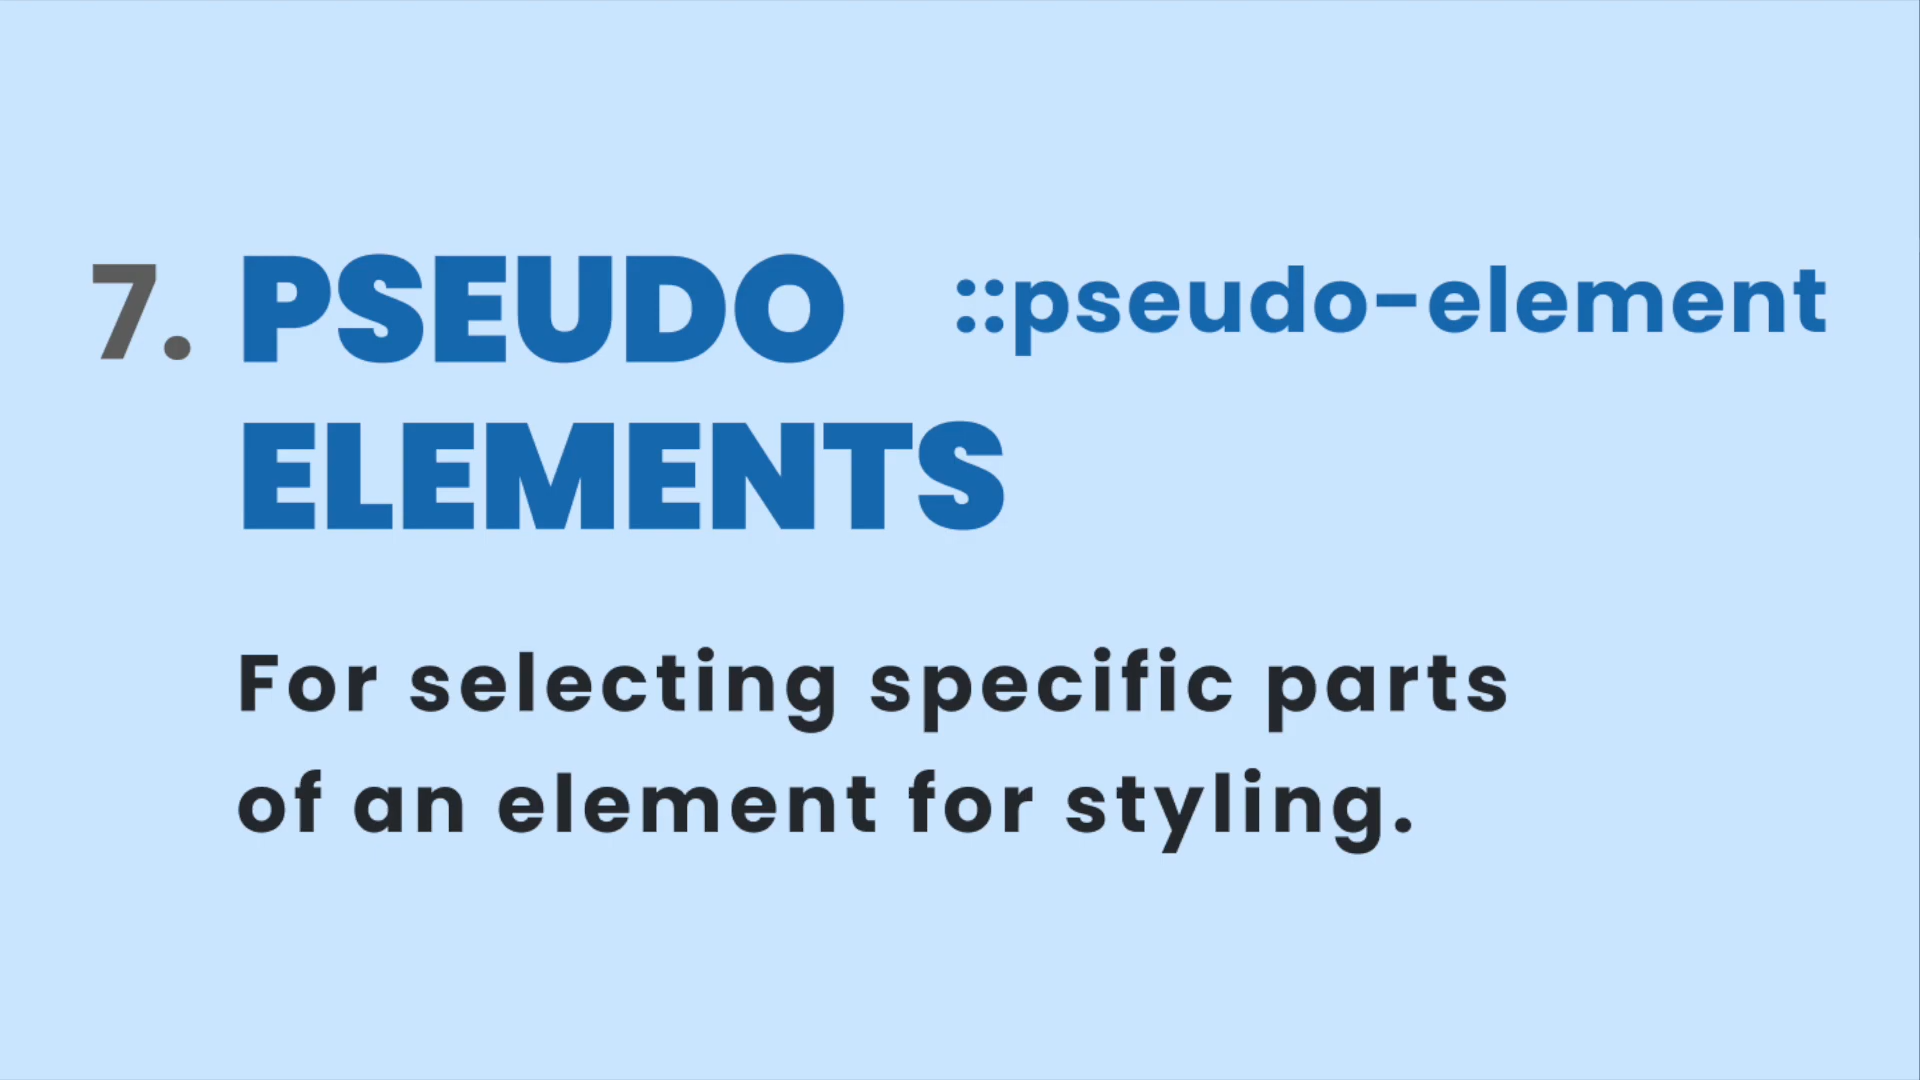 7. PSEUDO ::pseudo-element
ELEMENTS
For selecting specific parts
of an element for styling.